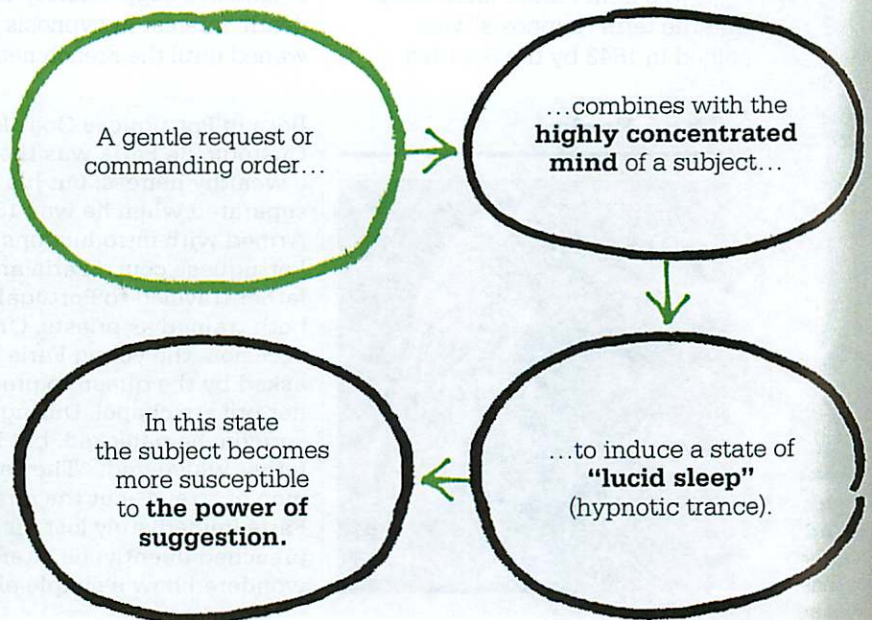 A gentle request or
commanding order…
…combines with the
highly concentrated
mind of a subject…
…to induce a state of
“lucid sleep”
(hypnotic trance).
In this state
the subject becomes
more susceptible
to the power of
suggestion.